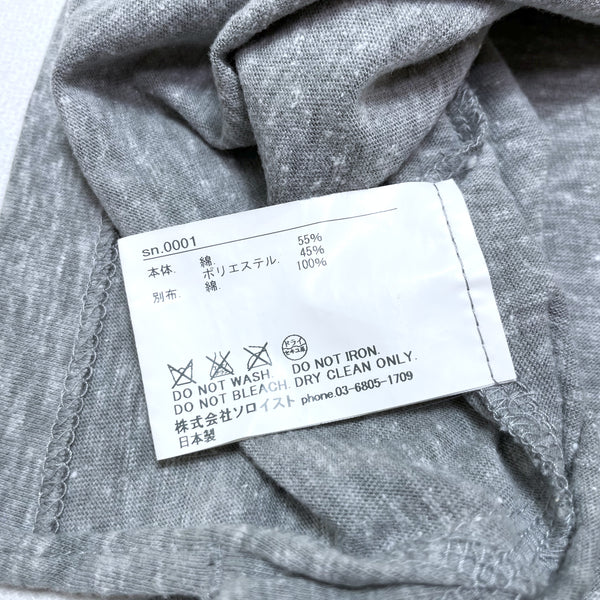 sn.0001
本体. 綿. 55%
ポリエステル. 45%
別布. 綿. 100%
ドライ
セキユ系
DO NOT WASH. DO NOT IRON.
DO NOT BLEACH. DRY CLEAN ONLY.
株式会社ソロイスト phone.03-6805-1709
日本製